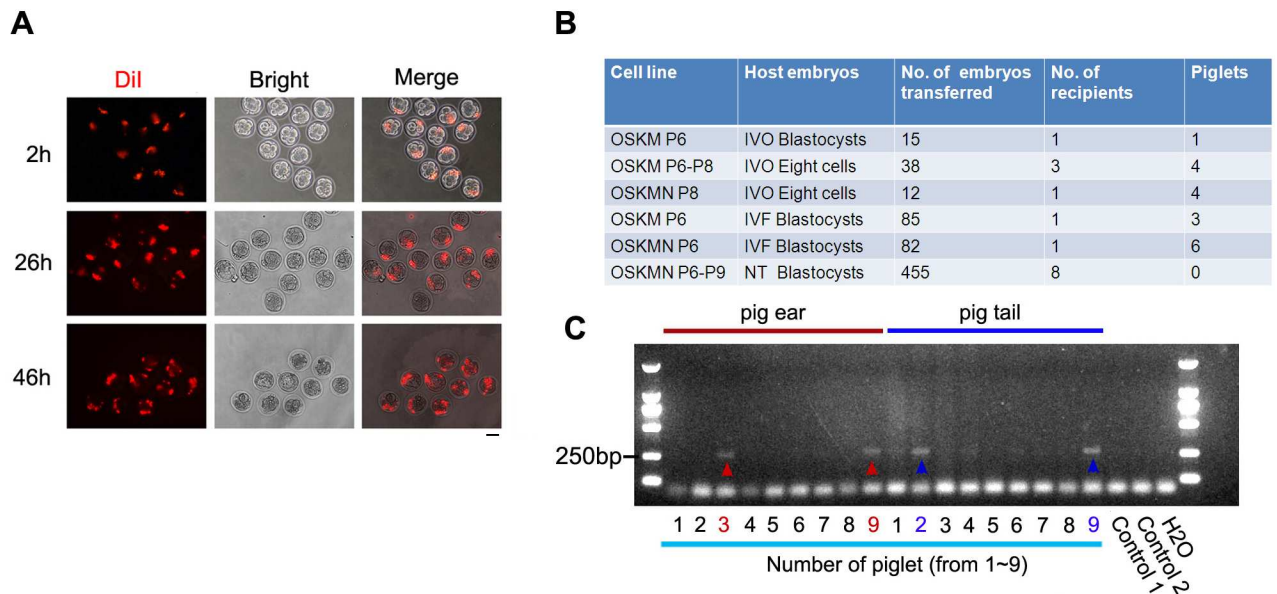 A
DiI
Bright
Merge
2h
26h
46h
B
Cell line
Host embryos
No. of embryos transferred
No. of recipients
Piglets
OSKM P6 IVO Blastocysts 15 1 1
OSKM P6-P8 IVO Eight cells 38 3 4
OSKMN P8 IVO Eight cells 12 1 4
OSKM P6 IVF Blastocysts 85 1 3
OSKMN P6 IVF Blastocysts 82 1 6
OSKMN P6-P9 NT Blastocysts 455 8 0
C
pig ear
pig tail
250bp
1 2 3 4 5 6 7 8 9 1 2 3 4 5 6 7 8 9
Control 1
Control 2
H2O
Number of piglet (from 1~9)